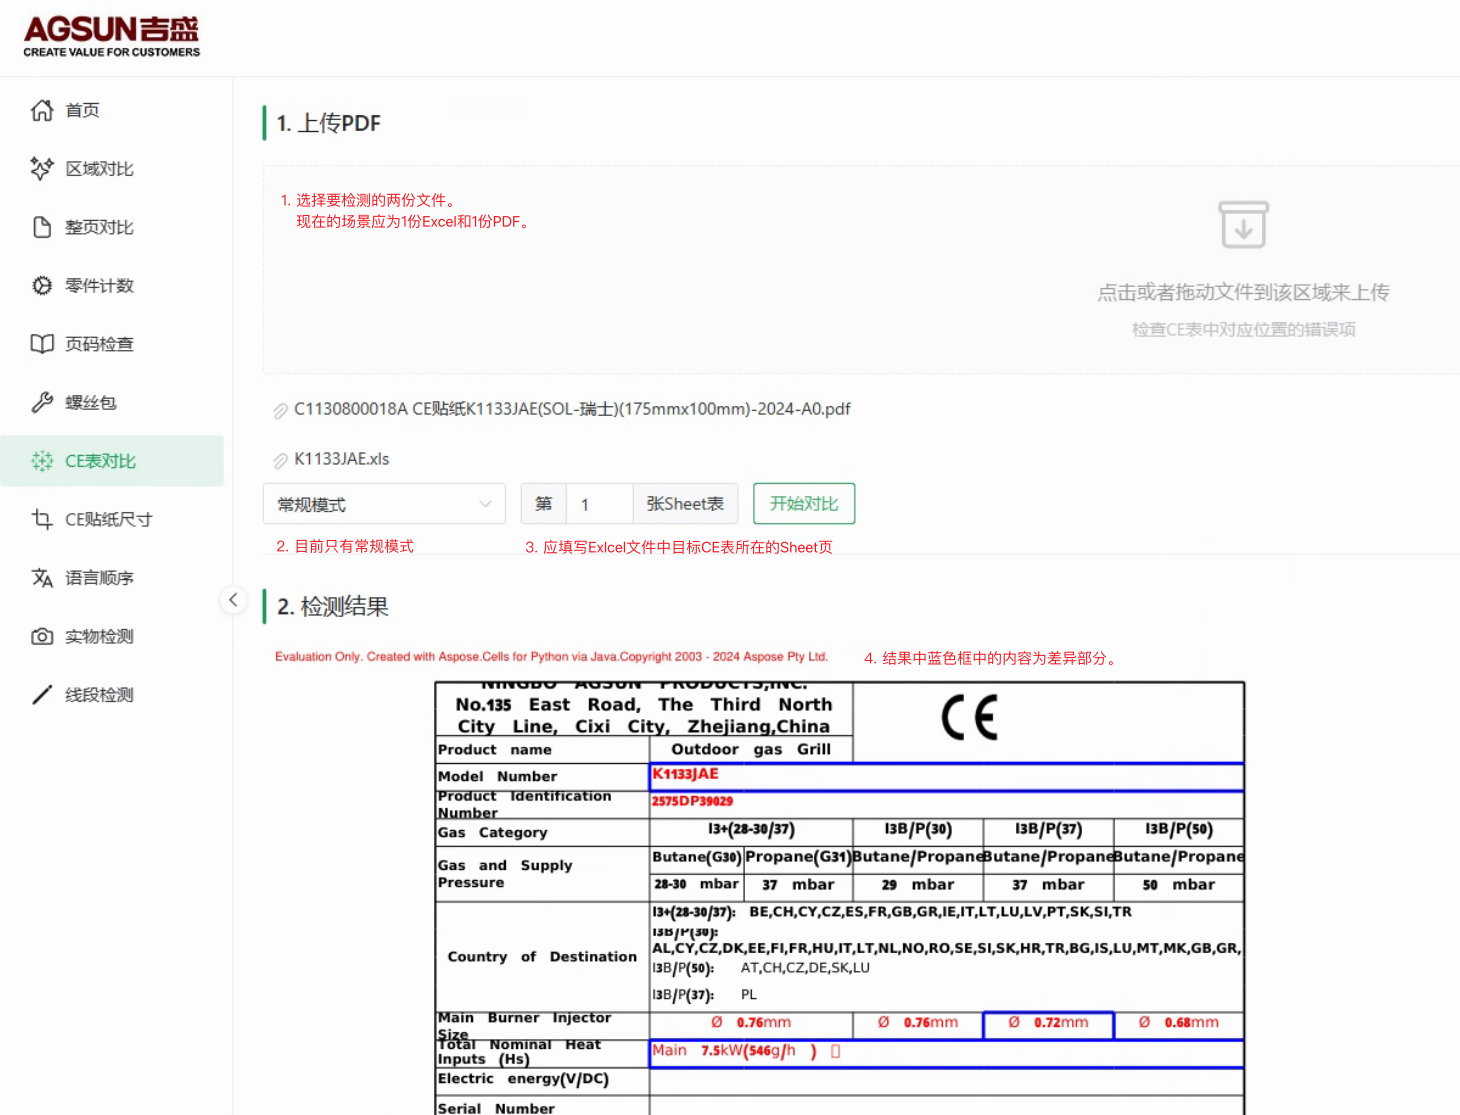 AGSUN吉盛
CREATE VALUE FOR CUSTOMERS
首页
区域对比
整页对比
零件计数
页码检查
螺丝包
CE表对比
CE贴纸尺寸
语言顺序
实物检测
线段检测
1. 上传PDF
1. 选择要检测的两份文件。
现在的场景应为1份Excel和1份PDF。
点击或者拖动文件到该区域来上传
检查CE表中对应位置的错误项
C1130800018A CE贴纸K1133JAE(SOL-瑞士)(175mmx100mm)-2024-A0.pdf
K1133JAE.xls
常规模式 第 1 张Sheet表 开始对比
2. 目前只有常规模式 3. 应填写Exlcel文件中目标CE表所在的Sheet页
2. 检测结果
Evaluation Only. Created with Aspose.Cells for Python via Java.Copyright 2003 - 2024 Aspose Pty Ltd.
4. 结果中蓝色框中的内容为差异部分。
NINGBO AGSUN PRODUCTS,INC.
No.135 East Road, The Third North
City Line, Cixi City, Zhejiang,China
CE
Product name Outdoor gas Grill
Model Number K1133JAE
Product Identification
Number
2575DP39029
Gas Category I3+(28-30/37) I3B/P(30) I3B/P(37) I3B/P(50)
Gas and Supply
Pressure
Butane(G30) Propane(G31) Butane/Propane Butane/Propane Butane/Propane
28-30 mbar 37 mbar 29 mbar 37 mbar 50 mbar
Country of Destination
I3+(28-30/37): BE,CH,CY,CZ,ES,FR,GB,GR,IE,IT,LT,LU,LV,PT,SK,SI,TR
I3B/P(30):
AL,CY,CZ,DK,EE,FI,FR,HU,IT,LT,NL,NO,RO,SE,SI,SK,HR,TR,BG,IS,LU,MT,MK,GB,GR,
I3B/P(50): AT,CH,CZ,DE,SK,LU
I3B/P(37): PL
Main Burner Injector
Size
Ø 0.76mm Ø 0.76mm Ø 0.72mm Ø 0.68mm
Total Nominal Heat
Inputs (Hs)
Main 7.5kW(546g/h )
Electric energy(V/DC)
Serial Number